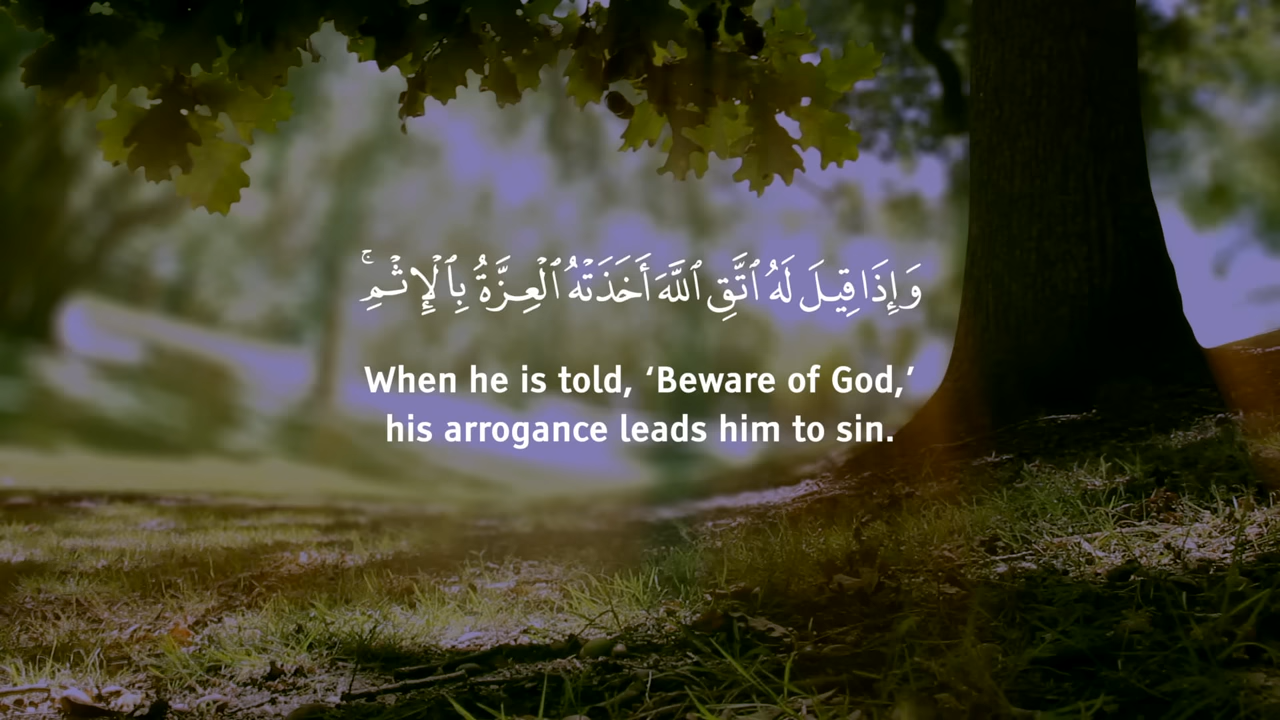 وَإِذَا قِيلَ لَهُ ٱتَّقِ ٱللَّهَ أَخَذَتْهُ ٱلْعِزَّةُ بِٱلْإِثْمِ ۚ
When he is told, ‘Beware of God,’
his arrogance leads him to sin.